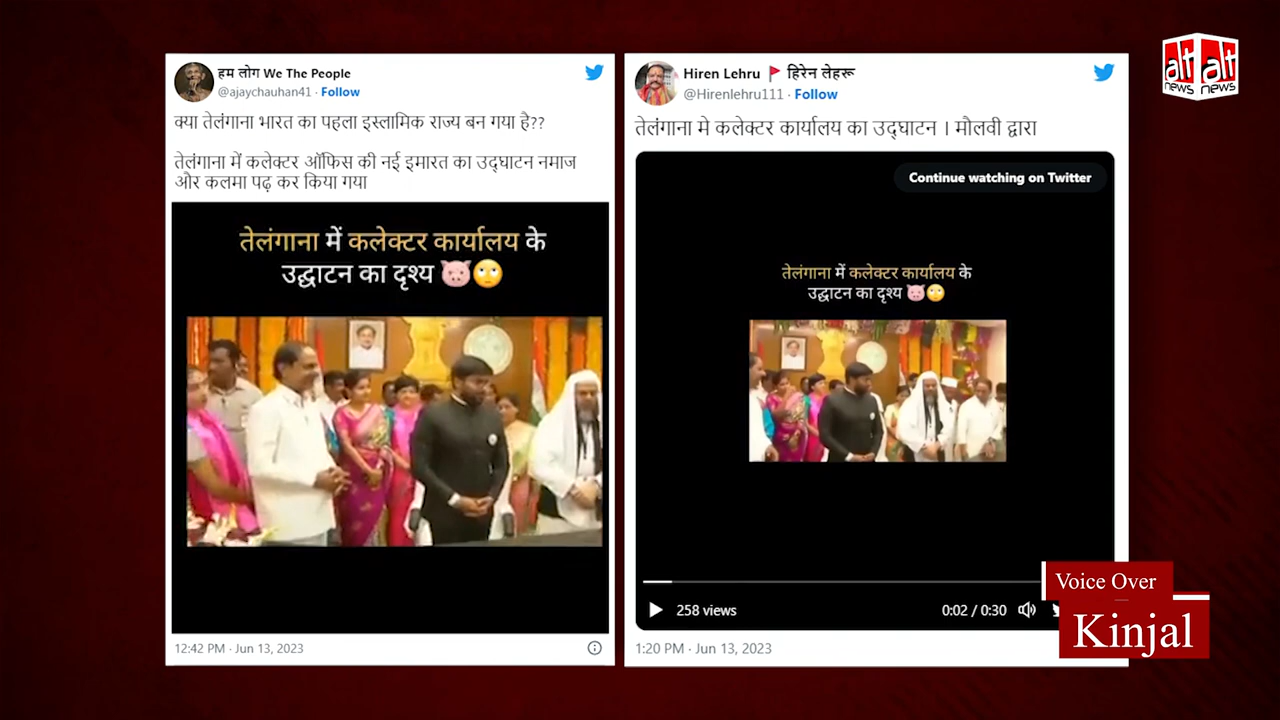 हम लोग We The People
@ajaychauhan41 · Follow
क्या तेलंगाना भारत का पहला इस्लामिक राज्य बन गया है??
तेलंगाना में कलेक्टर ऑफिस की नई इमारत का उद्घाटन नमाज
और कलमा पढ़ कर किया गया
तेलंगाना में कलेक्टर कार्यालय के
उद्घाटन का दृश्य 🐷🙄
12:42 PM · Jun 13, 2023
Hiren Lehru 🚩 हिरेन लेहरू
@Hirenlehru111 · Follow
तेलंगाना मे कलेक्टर कार्यालय का उद्घाटन । मौलवी द्वारा
Continue watching on Twitter
तेलंगाना में कलेक्टर कार्यालय के
उद्घाटन का दृश्य 🐷🙄
258 views
0:02 / 0:30
1:20 PM · Jun 13, 2023
alt alt
news news
Voice Over
Kinjal